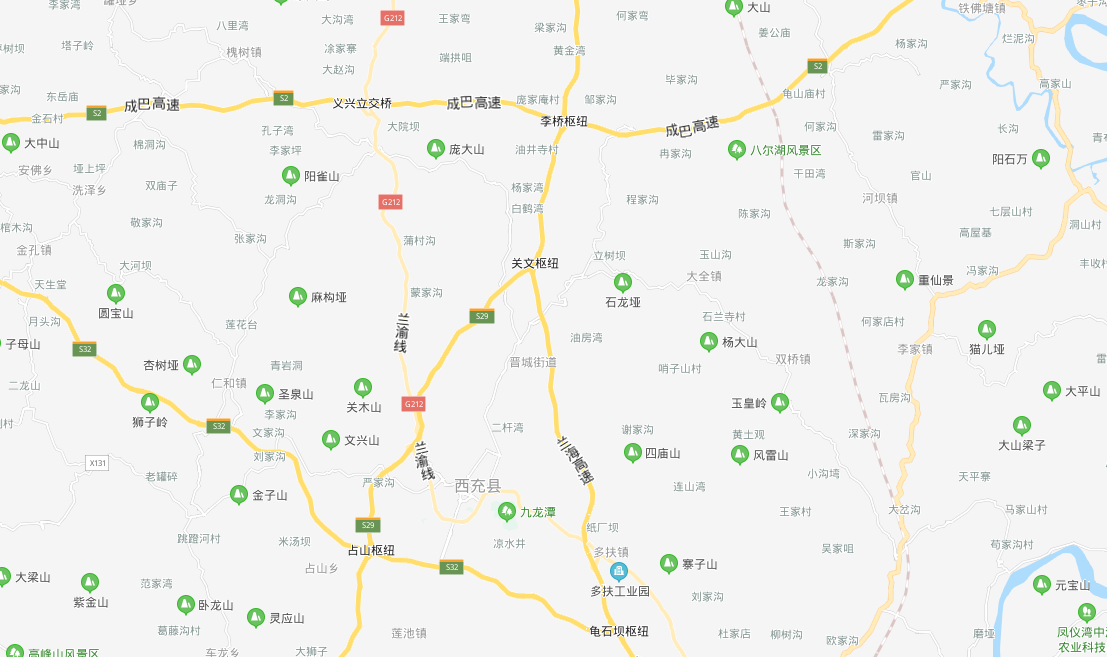 李家湾
大沟湾
G212
王家弯
何家弯
大山
铁佛塘镇
八里湾
梁家沟
姜公庙
塔子岭
槐树镇
凃家寨
端拱咀
黄金湾
杨家沟
烂泥沟
大赵沟
毕家沟
S2
严家沟
高家山
东岳庙
S2
成巴高速
S2
义兴立交桥
成巴高速
庞家庵村
邹家沟
龟山庙村
金石村
孔子湾
大院坝
李桥枢纽
成巴高速
何家沟
雷家沟
长沟
大中山
棉洞沟
李家坪
庞大山
油井寺村
冉家沟
八尔湖风景区
阳石万
安佛乡
垭上坪
阳雀山
干田湾
官山
洗泽乡
双庙子
龙洞沟
G212
杨家湾
程家沟
河坝镇
白鹤湾
陈家沟
七层山村
棺木沟
敬家沟
张家沟
蒲村沟
高屋基
洞山村
金孔镇
大河坝
关文枢纽
立树坝
玉山沟
斯家沟
大全镇
冯家沟
丰收村
天生堂
圆宝山
麻构垭
蒙家沟
石龙垭
龙家沟
重仙景
月头沟
莲花台
兰渝线
S29
石兰寺村
何家店村
子母山
S32
油房湾
杨大山
李家镇
猫儿垭
杏树垭
青岩洞
晋城街道
哨子山村
双桥镇
二龙山
仁和镇
圣泉山
关木山
大平山
狮子岭
李家沟
G212
玉皇岭
瓦房沟
S32
文家沟
文兴山
二杆湾
谢家沟
黄土观
深家沟
大山梁子
刘家沟
兰渝线
兰海高速
四庙山
风雷山
X131
老罐碎
严家沟
西充县
连山湾
小沟塆
天平寨
金子山
九龙潭
王家村
大岔沟
马家山村
S29
纸厂坝
跳蹬河村
米汤坝
占山枢纽
凉水井
多扶镇
吴家咀
荀家沟村
大梁山
占山乡
S32
寨子山
紫金山
范家湾
多扶工业园
元宝山
卧龙山
灵应山
刘家沟
葛藤沟村
莲池镇
龟石坝枢纽
杜家店
柳树沟
欧家沟
磨垭
高峰山风景区
车龙乡
大狮子